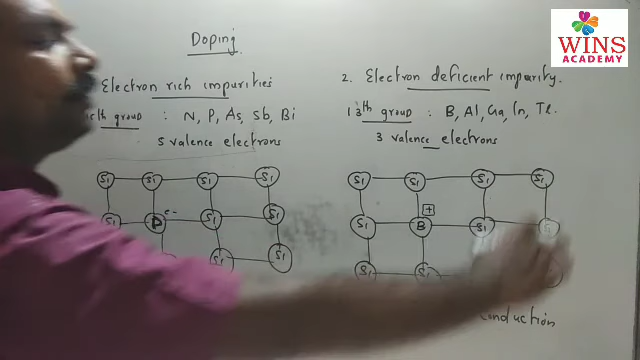 WINS
ACADEMY
Doping
Electron rich impurities
group : N, P, As, Sb, Bi
5 valence electrons
2. Electron deficient impurity.
13th group : B, Al, Ga, In, Tl.
3 valence electrons
Si Si Si Si
Si P e- Si Si
Si Si
Si Si Si Si
Si B + Si
Si Si